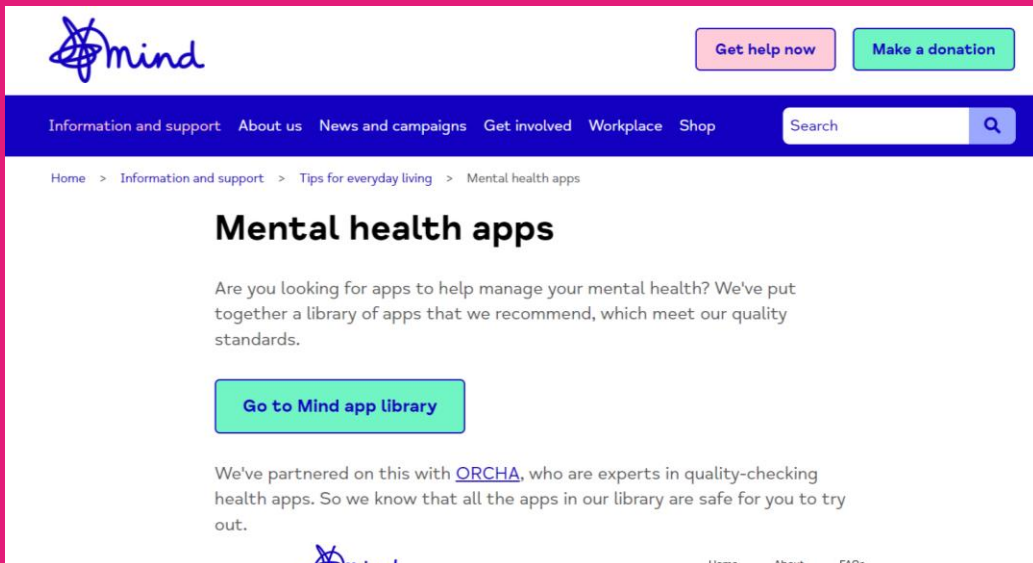 mind
Get help now
Make a donation
Information and support About us News and campaigns Get involved Workplace Shop Search
Home > Information and support > Tips for everyday living > Mental health apps
Mental health apps
Are you looking for apps to help manage your mental health? We've put
together a library of apps that we recommend, which meet our quality
standards.
Go to Mind app library
We've partnered on this with ORCHA, who are experts in quality-checking
health apps. So we know that all the apps in our library are safe for you to try
out.
Home About FAQs